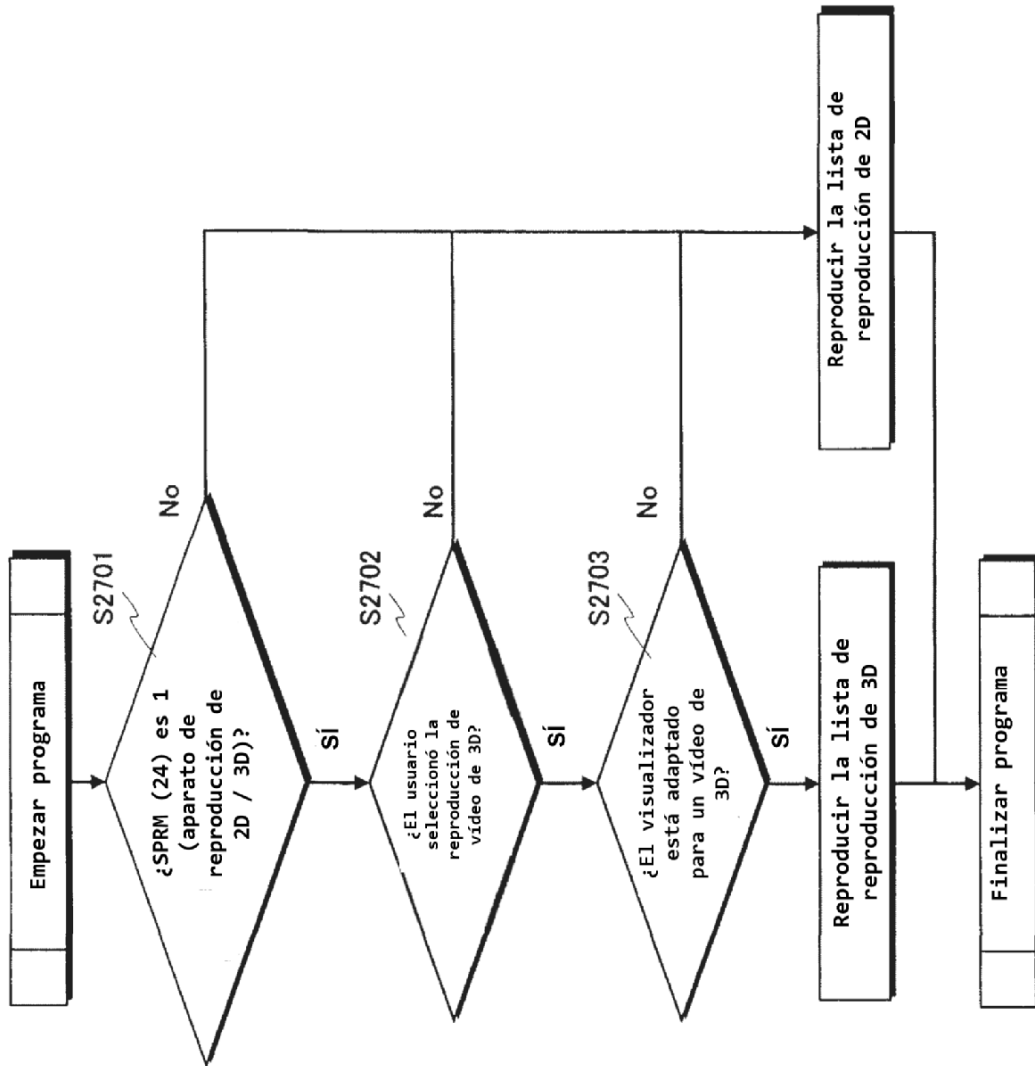 Empezar programa
S2701
¿SPRM (24) es 1
(aparato de
reproducción de
2D / 3D)?
No
SÍ
S2702
¿El usuario
seleccionó la
reproducción de
vídeo de 3D?
No
SÍ
S2703
¿El visualizador
está adaptado
para un vídeo de
3D?
No
SÍ
Reproducir la lista de
reproducción de 3D
Reproducir la lista de
reproducción de 2D
Finalizar programa